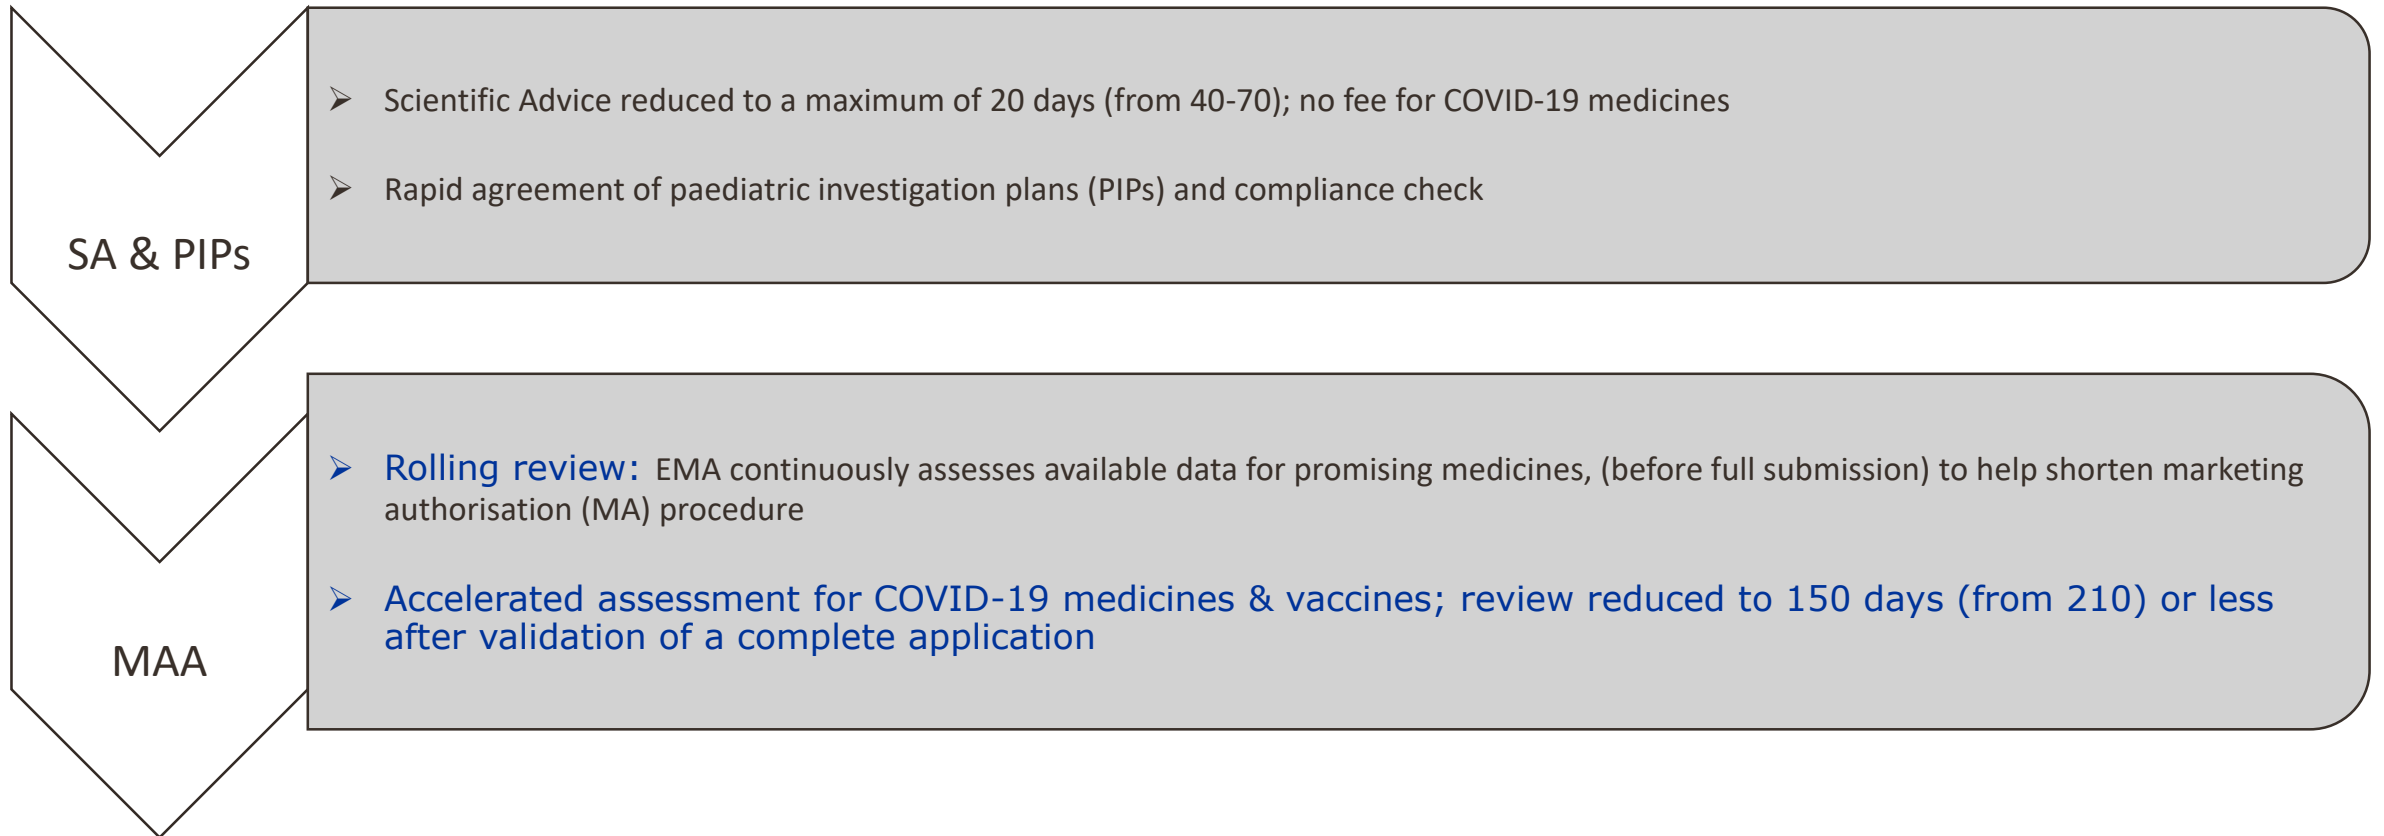 SA & PIPs
➢ Scientific Advice reduced to a maximum of 20 days (from 40-70); no fee for COVID-19 medicines
➢ Rapid agreement of paediatric investigation plans (PIPs) and compliance check
MAA
➢ Rolling review: EMA continuously assesses available data for promising medicines, (before full submission) to help shorten marketing
authorisation (MA) procedure
➢ Accelerated assessment for COVID-19 medicines & vaccines; review reduced to 150 days (from 210) or less
after validation of a complete application